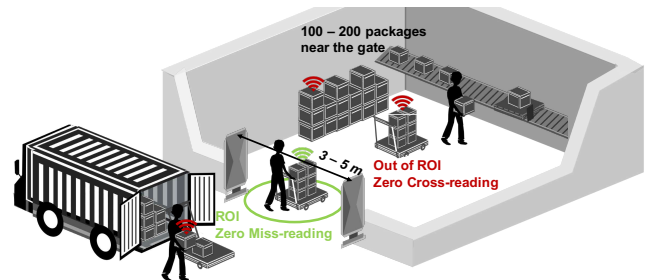 100 – 200 packages
near the gate
3 – 5 m
Out of ROI
Zero Cross-reading
ROI
Zero Miss-reading